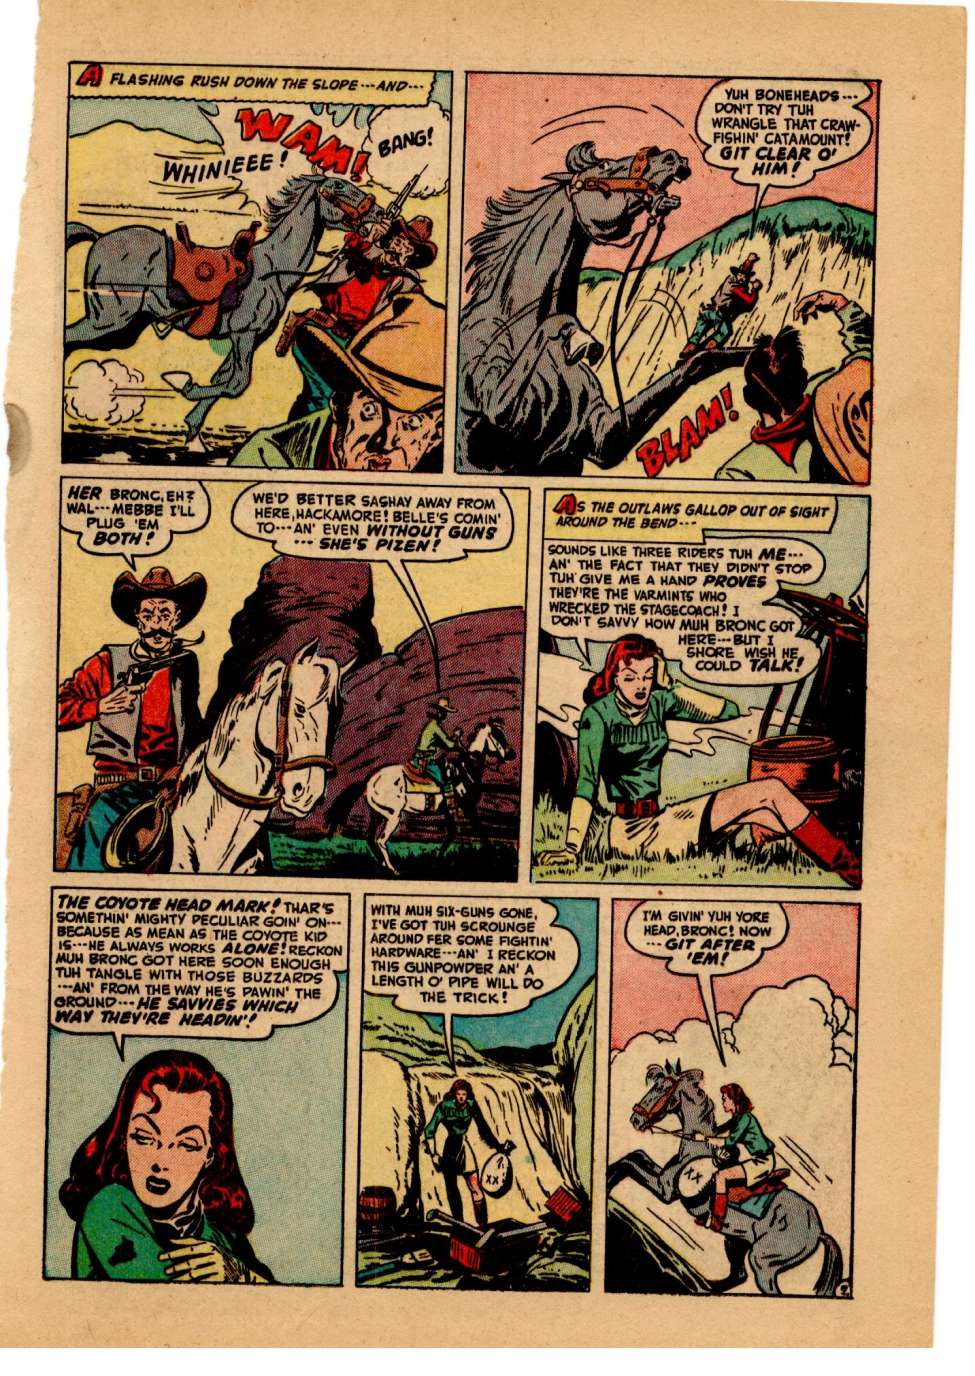 A FLASHING RUSH DOWN THE SLOPE---AND---
WHINIEEE!
WAM!
BANG!
YUH BONEHEADS---
DON'T TRY TUH
WRANGLE THAT CRAW-
FISHIN' CATAMOUNT!
GIT CLEAR O'
HIM!
BLAM!
HER BRONC, EH?
WAL---MEBBE I'LL
PLUG 'EM
BOTH!
WE'D BETTER SASHAY AWAY FROM
HERE, HACKAMORE! BELLE'S COMIN'
TO---AN' EVEN WITHOUT GUNS
--- SHE'S PIZEN!
AS THE OUTLAWS GALLOP OUT OF SIGHT
AROUND THE BEND---
SOUNDS LIKE THREE RIDERS TUH ME---
AN' THE FACT THAT THEY DIDN'T STOP
TUH GIVE ME A HAND PROVES
THEY'RE THE VARMINTS WHO
WRECKED THE STAGECOACH! I
DON'T SAVVY HOW MUH BRONC GOT
HERE---BUT I
SHORE WISH HE
COULD TALK!
THE COYOTE HEAD MARK! THAR'S
SOMETHIN' MIGHTY PECULIAR GOIN' ON---
BECAUSE AS MEAN AS THE COYOTE KID
IS---HE ALWAYS WORKS ALONE! RECKON
MUH BRONC GOT HERE SOON ENOUGH
TUH TANGLE WITH THOSE BUZZARDS
---AN' FROM THE WAY HE'S PAWIN' THE
GROUND---HE SAVVIES WHICH
WAY THEY'RE HEADIN'!
WITH MUH SIX-GUNS GONE,
I'VE GOT TUH SCROUNGE
AROUND FER SOME FIGHTIN'
HARDWARE---AN' I RECKON
THIS GUNPOWDER AN' A
LENGTH O' PIPE WILL DO
THE TRICK!
XX
I'M GIVIN' YUH YORE
HEAD, BRONC! NOW
---GIT AFTER
'EM!
XX